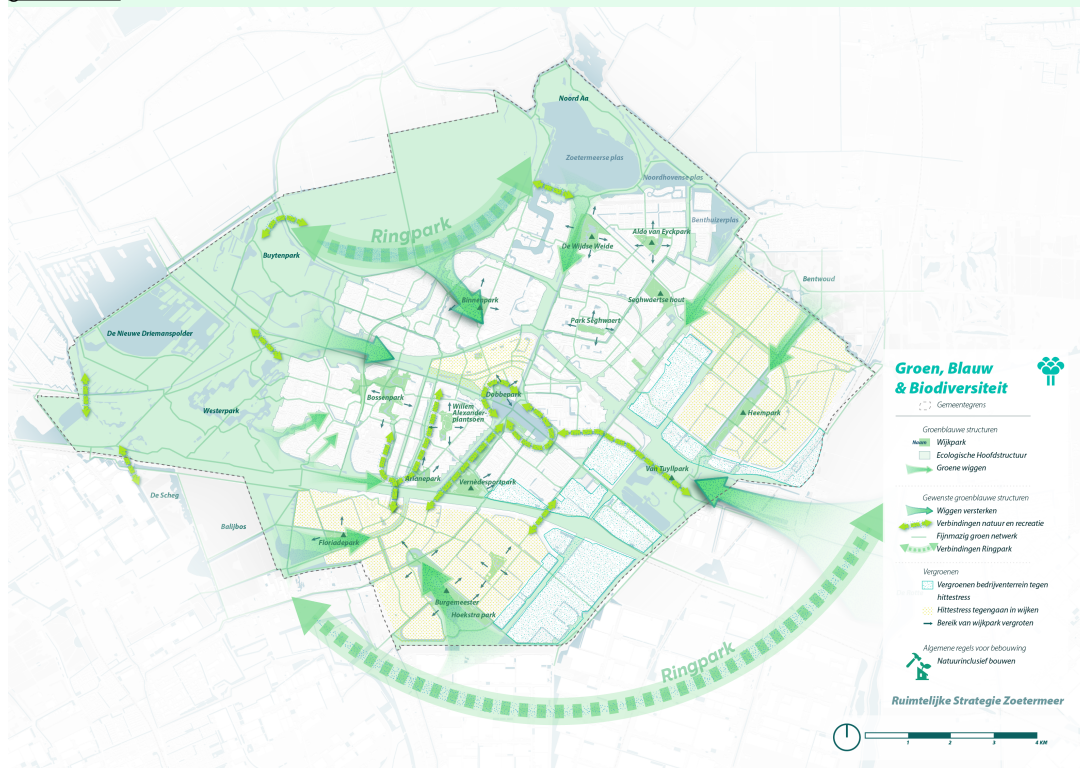 Noord Aa
Zoetermeerse plas
Noordhovense plas
Benthuizerplas
Ringpark
Alda van Eyckpark
De Wijdse Weide
Buytenpark
Bentwoud
Binnenpark
Seghwaertse hout
Park Seghwaert
De Nieuwe Driemanspolder
Dobbepark
Bossenpark
Willem
Alexander-
plantsoen
Westerpark
Heempark
Van Tuyllpark
Arianepark
Vernèdesportpark
De Scheg
Balijbos
Floriadepark
Burgemeester
Hoekstra park
Ringpark
Groen, Blauw
& Biodiversiteit
Gemeentegrens
Groenblauwe structuren
Naam
Wijkpark
Ecologische Hoofdstructuur
Groene wiggen
Gewenste groenblauwe structuren
Wiggen versterken
Verbindingen natuur en recreatie
Fijnmazig groen netwerk
Verbindingen Ringpark
Vergroenen
Vergroenen bedrijventerrein tegen
hittestress
Hittestress tegengaan in wijken
Bereik van wijkpark vergroten
Algemene regels voor bebouwing
Natuurinclusief bouwen
Ruimtelijke Strategie Zoetermeer
1 2 3 4 KM